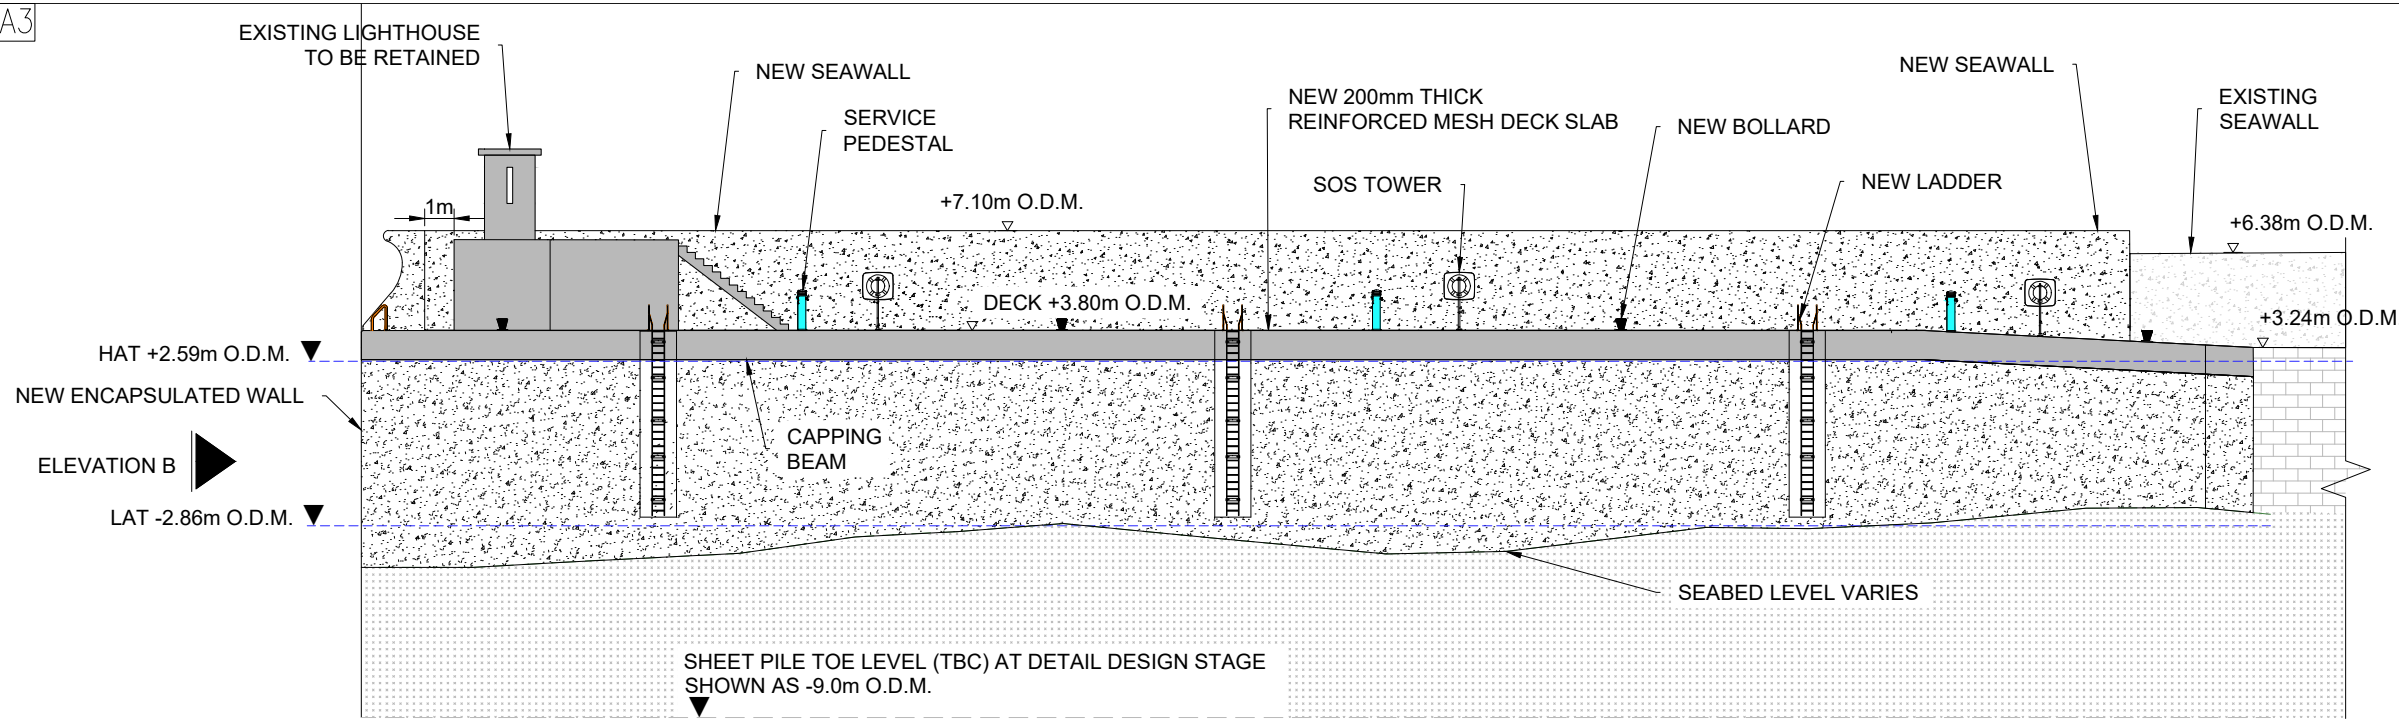 A3
EXISTING LIGHTHOUSE
TO BE RETAINED
NEW SEAWALL
SERVICE
PEDESTAL
NEW 200mm THICK
REINFORCED MESH DECK SLAB
NEW BOLLARD
NEW SEAWALL
EXISTING
SEAWALL
SOS TOWER
NEW LADDER
1m
+7.10m O.D.M.
+6.38m O.D.M.
DECK +3.80m O.D.M.
+3.24m O.D.M
HAT +2.59m O.D.M.
NEW ENCAPSULATED WALL
CAPPING
BEAM
ELEVATION B
LAT -2.86m O.D.M.
SEABED LEVEL VARIES
SHEET PILE TOE LEVEL (TBC) AT DETAIL DESIGN STAGE
SHOWN AS -9.0m O.D.M.